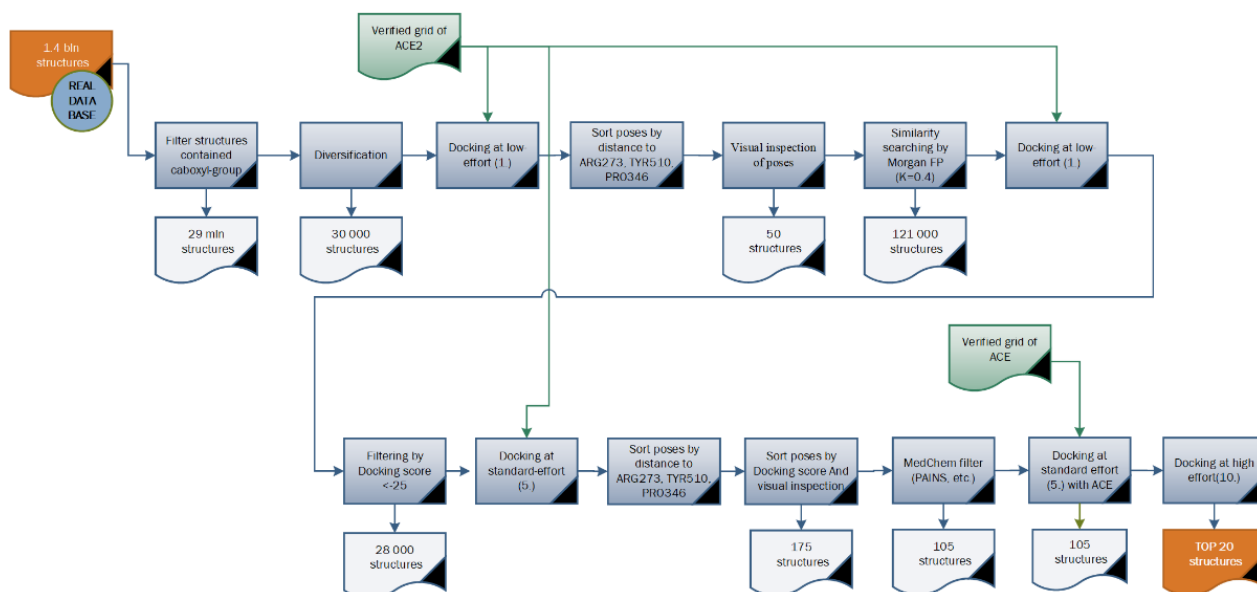 1.4 bln
structures
REAL
DATA
BASE
Verified grid of
ACE2
Filter structures
contained
caboxyl-group
Diversification
Docking at low-
effort (1.)
Sort poses by
distance to
ARG273, TYR510,
PR0346
Visual inspection
of poses
Similarity
searching by
Morgan FP
(K=0.4)
Docking at low-
effort (1.)
29 mln
structures
30 000
structures
50
structures
121 000
structures
Verified grid of
ACE
Filtering by
Docking score
<-25
Docking at
standard-effort
(5.)
Sort poses by
distance to
ARG273, TYR510,
PR0346
Sort poses by
Docking score And
visual inspection
MedChem filter
(PAINS, etc.)
Docking at
standard effort
(5.) with ACE
Docking at high
effort(10.)
28 000
structures
175
structures
105
structures
105
structures
TOP 20
structures